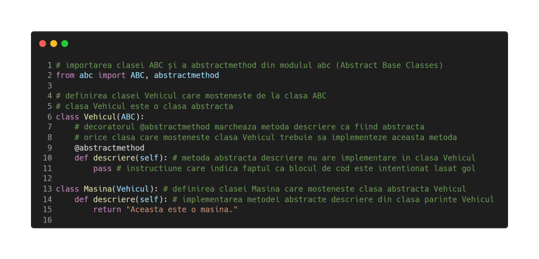 1 # importarea clasei ABC și a abstractmethod din modulul abc (Abstract Base Classes)
2 from abc import ABC, abstractmethod
3
4 # definirea clasei Vehicul care mosteneste de la clasa ABC
5 # clasa Vehicul este o clasa abstracta
6 class Vehicul(ABC):
7     # decoratorul @abstractmethod marcheaza metoda descriere ca fiind abstracta
8     # orice clasa care mosteneste clasa Vehicul trebuie sa implementeze aceasta metoda
9     @abstractmethod
10     def descriere(self): # metoda abstracta descriere nu are implementare in clasa Vehicul
11         pass # instructiune care indica faptul ca blocul de cod este intentionat lasat gol
12
13 class Masina(Vehicul): # definirea clasei Masina care mosteneste clasa abstracta Vehicul
14     def descriere(self): # implementarea metodei abstracte descriere din clasa parinte Vehicul
15         return "Aceasta este o masina."
16